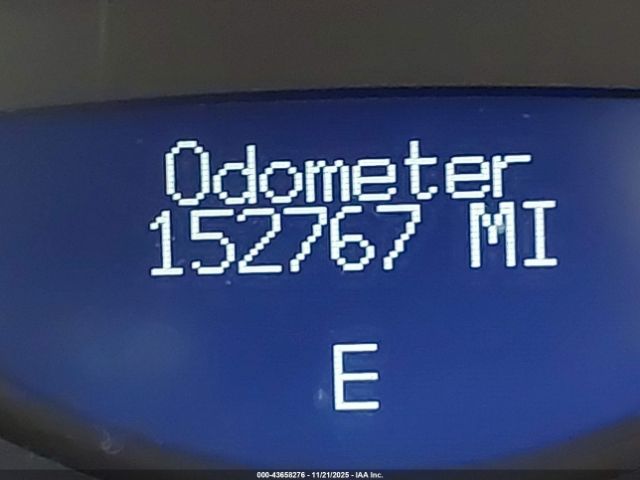 Odometer
152767 MI
E
000-43658276 - 11/21/2025 - IAA Inc.